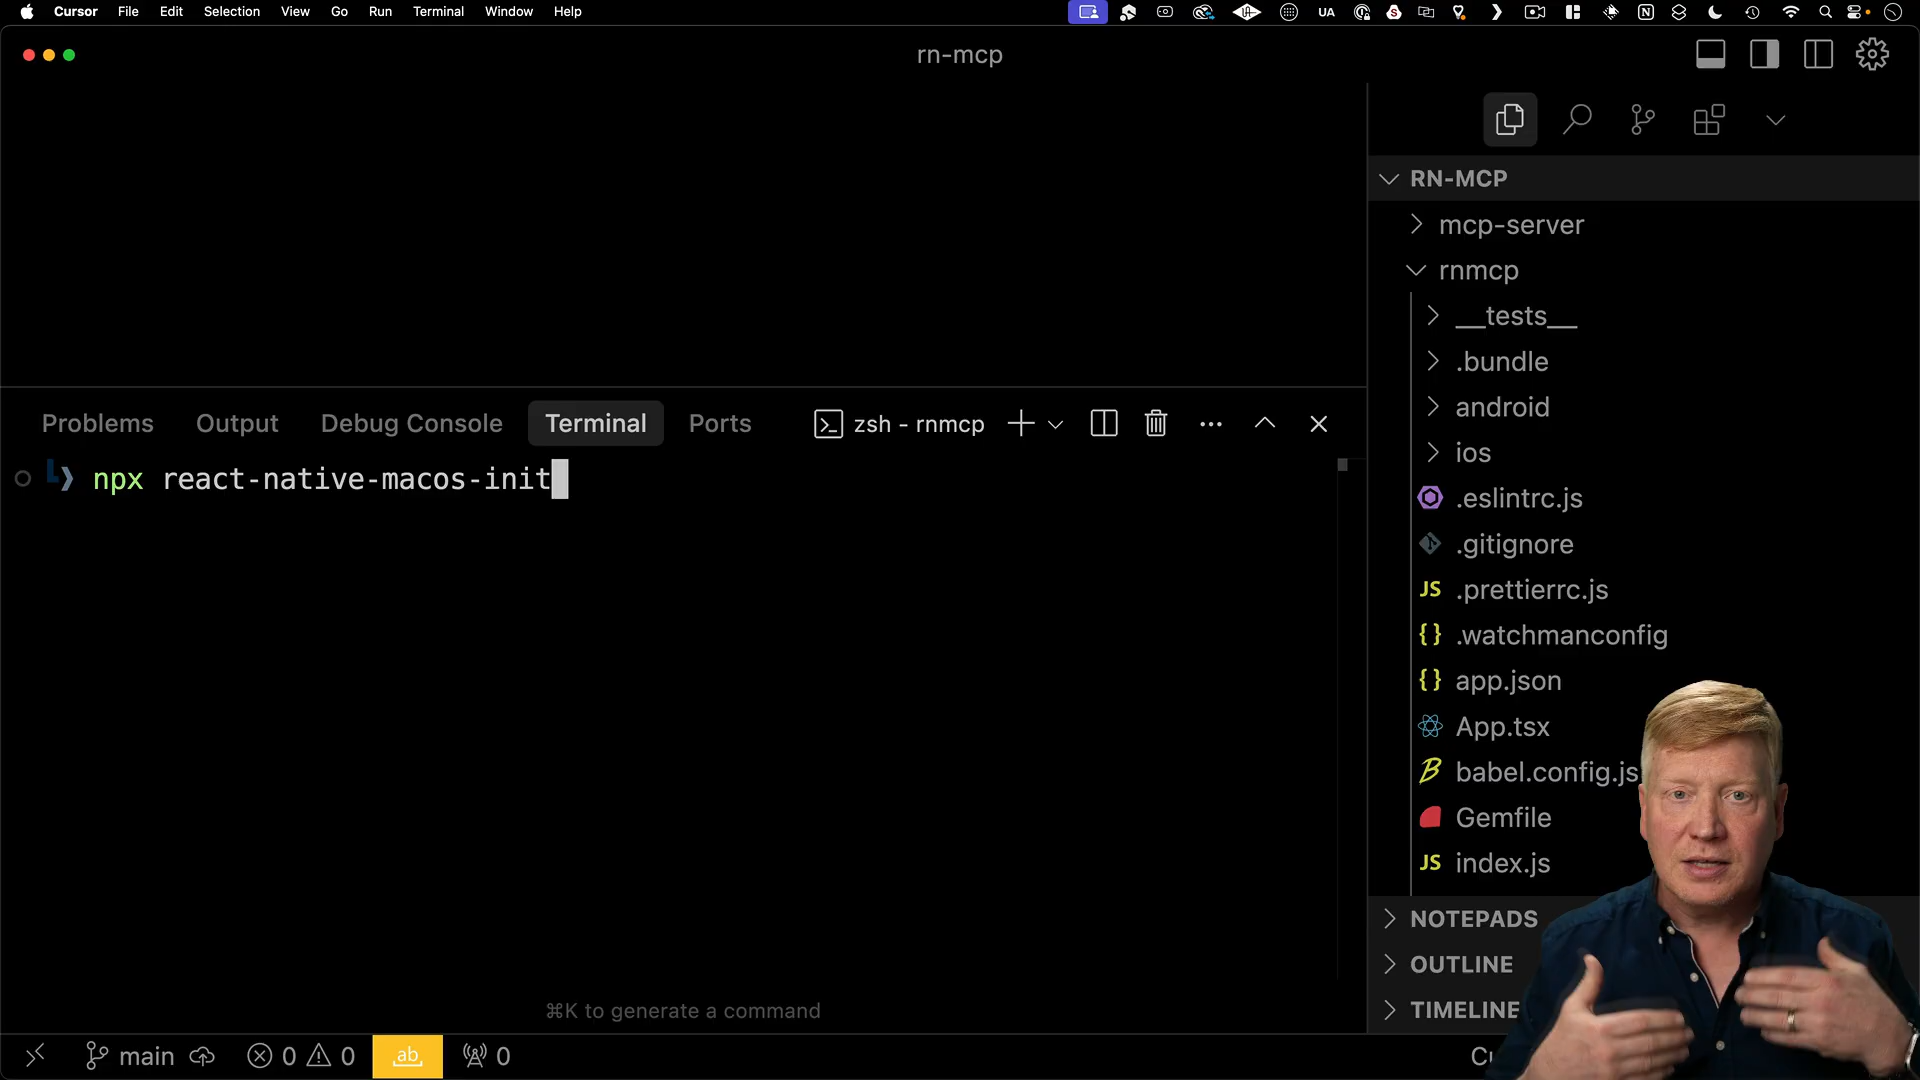 Cursor File Edit Selection View Go Run Terminal Window Help
UA
rn-mcp
RN-MCP
mcp-server
rnmcp
__tests__
.bundle
android
ios
.eslintrc.js
.gitignore
JS .prettierrc.js
{} .watchmanconfig
{} app.json
App.tsx
babel.config.js
Gemfile
JS index.js
NOTEPADS
OUTLINE
TIMELINE
Problems Output Debug Console Terminal Ports zsh - rnmcp
npx react-native-macos-init
⌘K to generate a command
main 0 0 ab 0